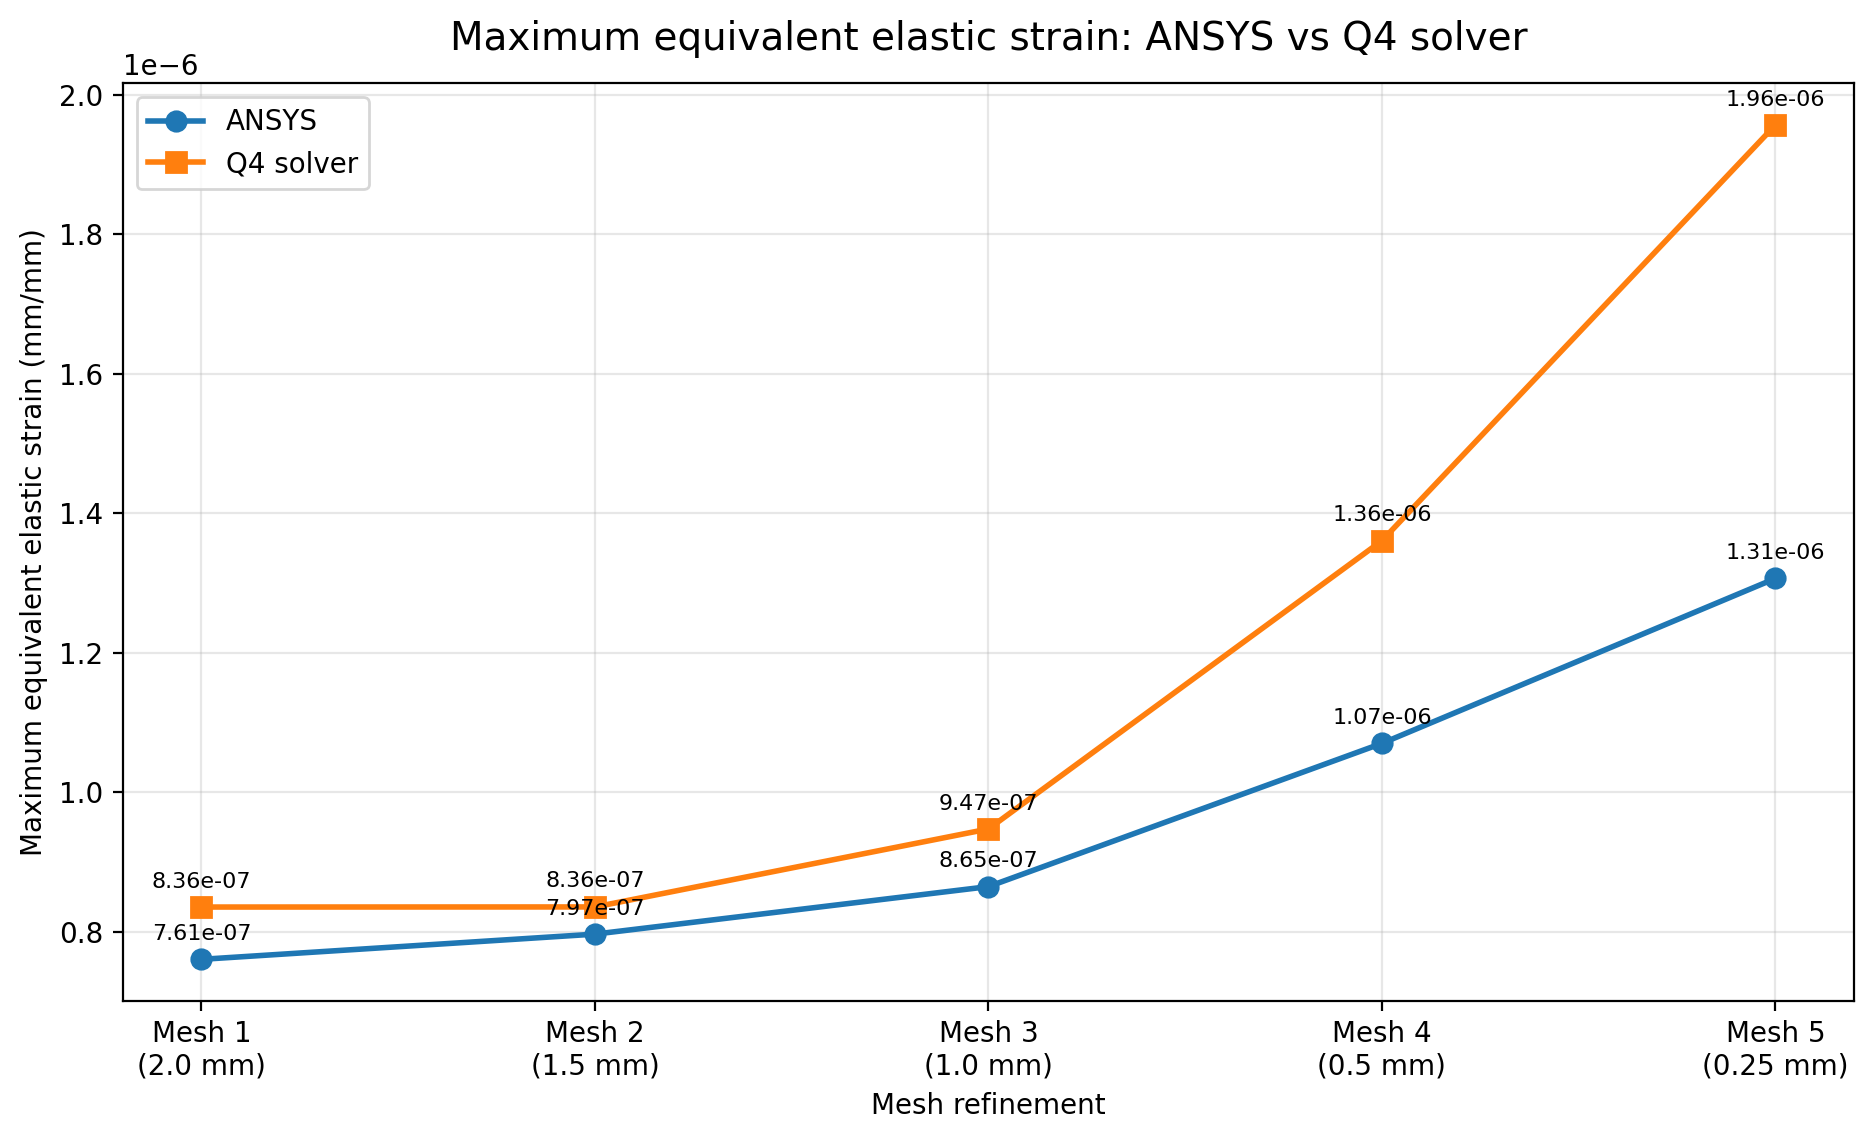 Maximum equivalent elastic strain: ANSYS vs Q4 solver
1e−6
2.0
1.8
1.6
1.4
1.2
1.0
0.8
Maximum equivalent elastic strain (mm/mm)
ANSYS
Q4 solver
1.96e-06
1.36e-06
1.31e-06
1.07e-06
9.47e-07
8.65e-07
8.36e-07
8.36e-07
7.97e-07
7.61e-07
Mesh 1
(2.0 mm)
Mesh 2
(1.5 mm)
Mesh 3
(1.0 mm)
Mesh 4
(0.5 mm)
Mesh 5
(0.25 mm)
Mesh refinement